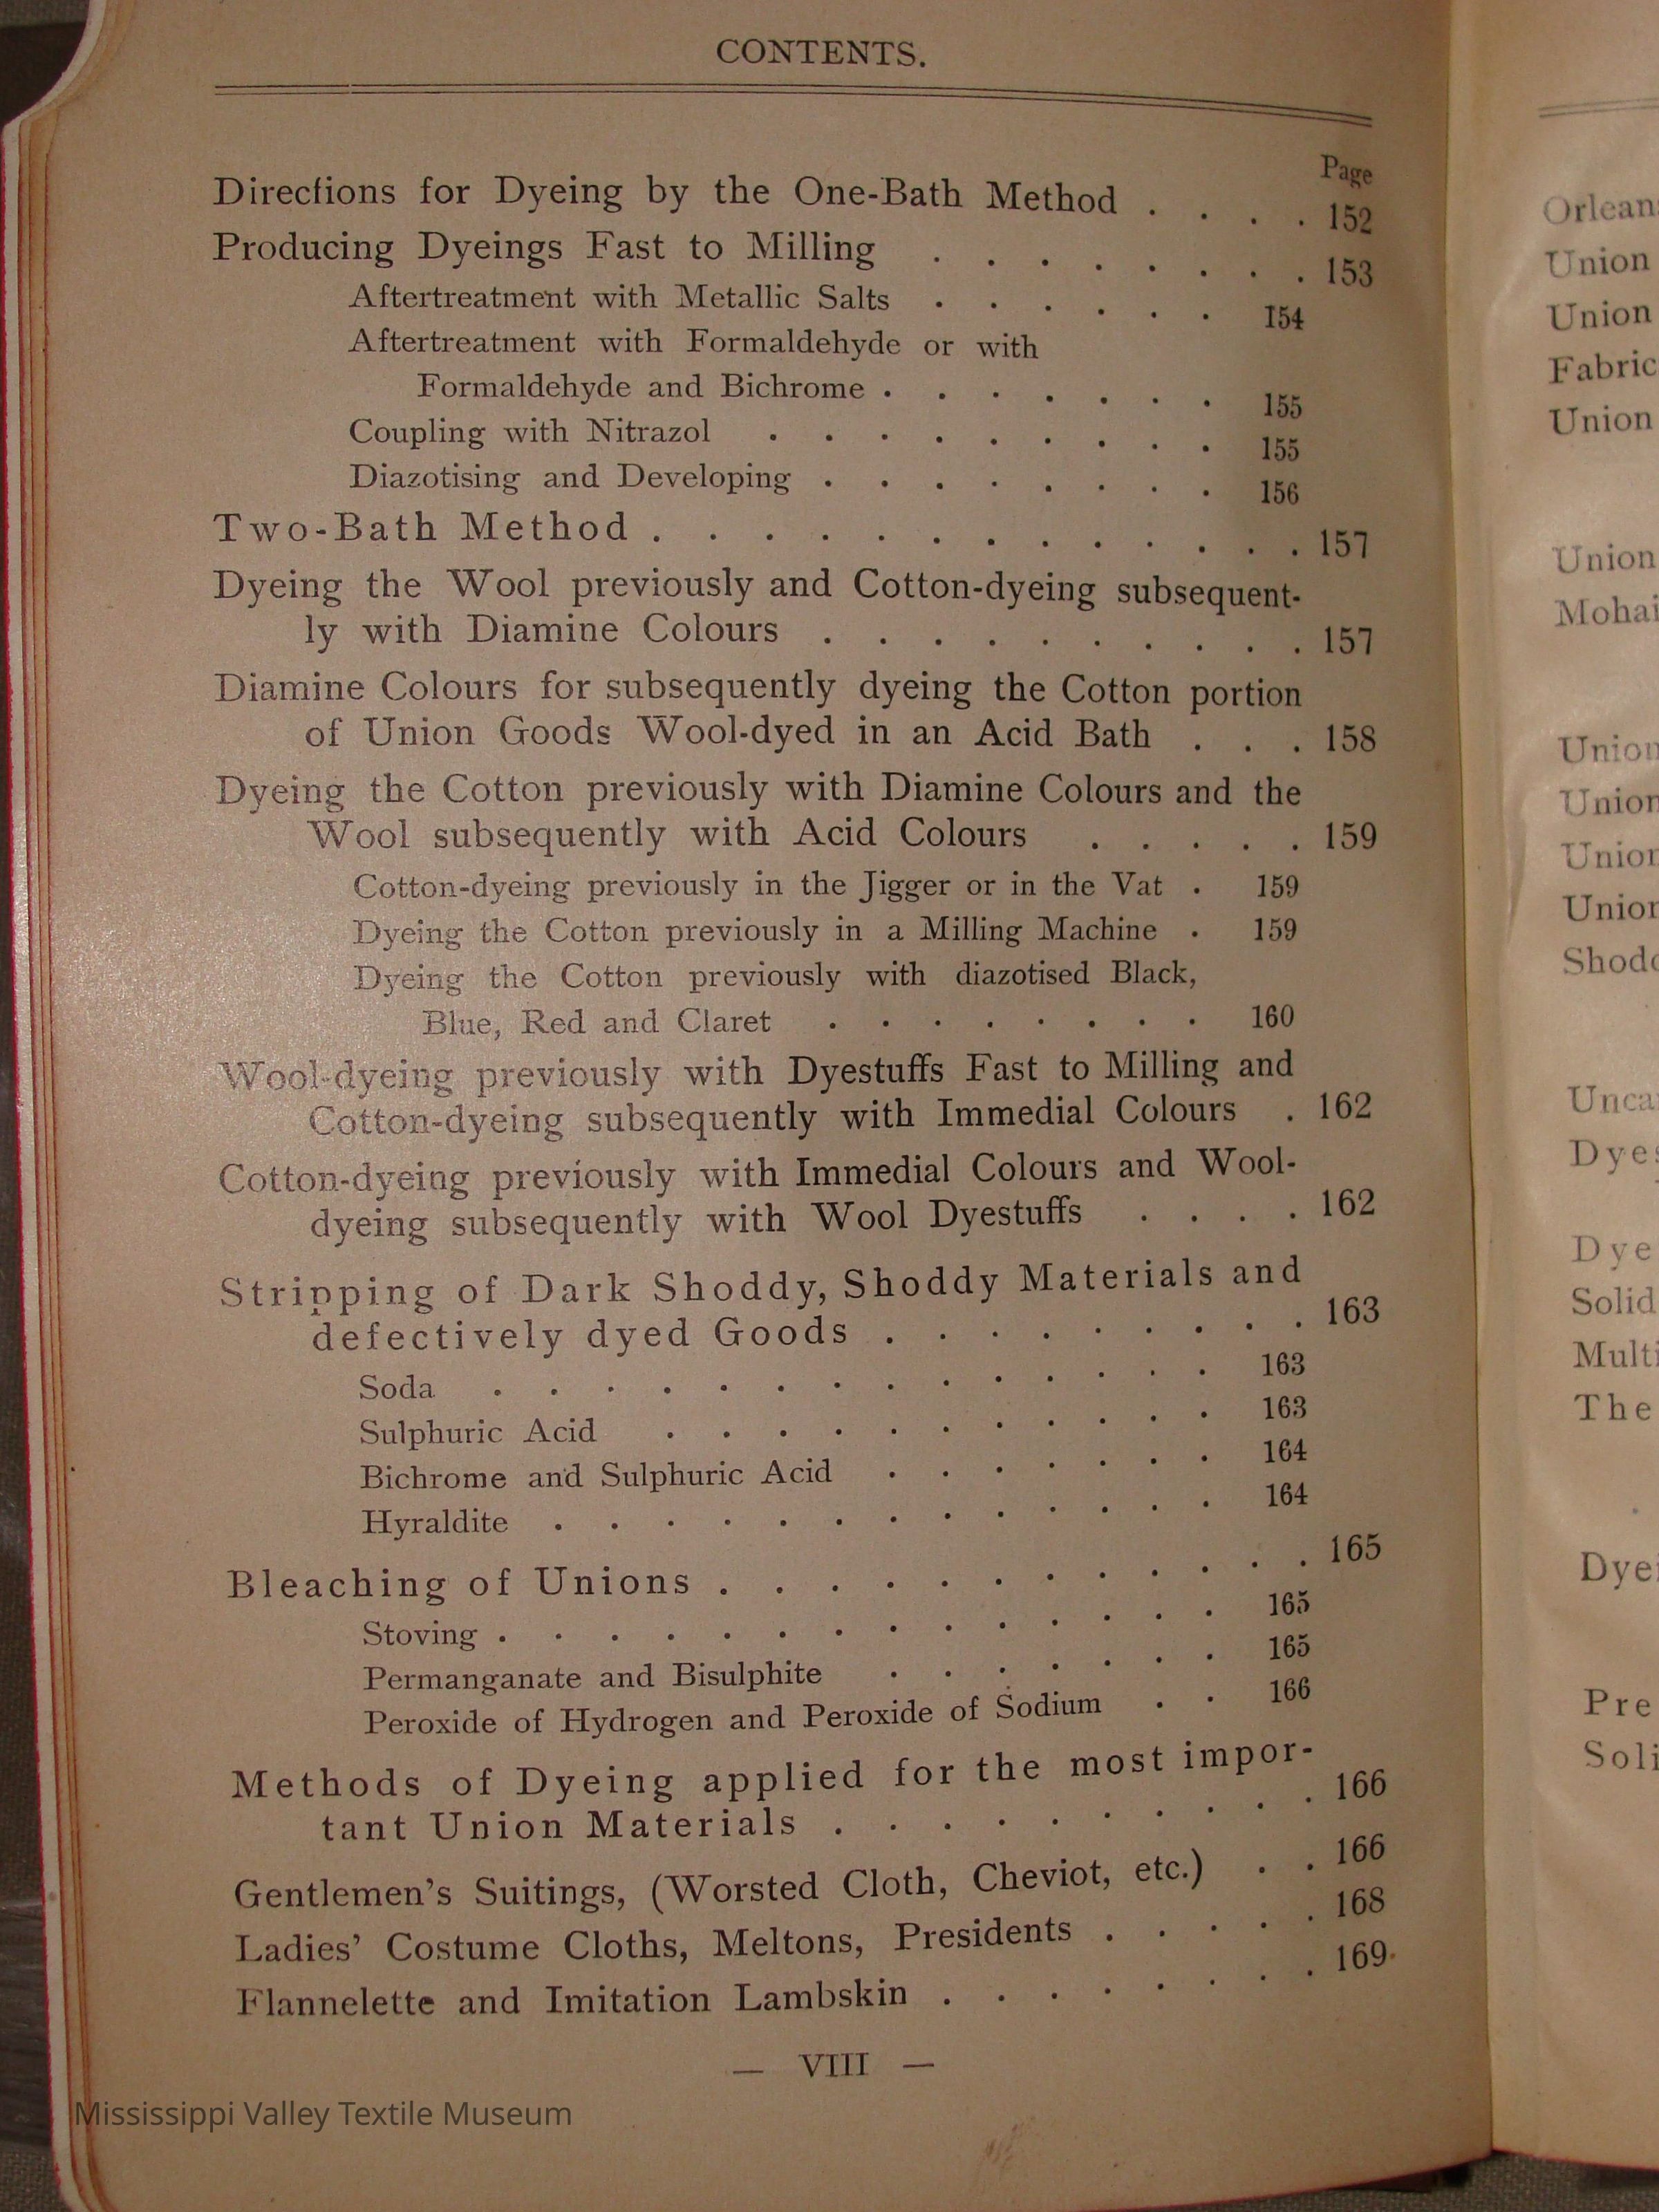 CONTENTS.
Page
Directions for Dyeing by the One-Bath Method . . . . 152
Producing Dyeings Fast to Milling . . . . . . . . 153
Aftertreatment with Metallic Salts . . . . . . 154
Aftertreatment with Formaldehyde or with
Formaldehyde and Bichrome . . . . . . . 155
Coupling with Nitrazol . . . . . . . . . 155
Diazotising and Developing . . . . . . . . 156
Two-Bath Method . . . . . . . . . . . . . 157
Dyeing the Wool previously and Cotton-dyeing subsequent-
ly with Diamine Colours . . . . . . . . . . 157
Diamine Colours for subsequently dyeing the Cotton portion
of Union Goods Wool-dyed in an Acid Bath . . . 158
Dyeing the Cotton previously with Diamine Colours and the
Wool subsequently with Acid Colours . . . . . 159
Cotton-dyeing previously in the Jigger or in the Vat . 159
Dyeing the Cotton previously in a Milling Machine . 159
Dyeing the Cotton previously with diazotised Black,
Blue, Red and Claret . . . . . . . . 160
Wool-dyeing previously with Dyestuffs Fast to Milling and
Cotton-dyeing subsequently with Immedial Colours . 162
Cotton-dyeing previously with Immedial Colours and Wool-
dyeing subsequently with Wool Dyestuffs . . . . 162
Stripping of Dark Shoddy, Shoddy Materials and
defectively dyed Goods . . . . . . . . . 163
Soda . . . . . . . . . . . . . . 163
Sulphuric Acid . . . . . . . . . . . 163
Bichrome and Sulphuric Acid . . . . . . . 164
Hyraldite . . . . . . . . . . . . . 164
Bleaching of Unions . . . . . . . . . . . . 165
Stoving . . . . . . . . . . . . . . 165
Permanganate and Bisulphite . . . . . . . 165
Peroxide of Hydrogen and Peroxide of Sodium . . 166
Methods of Dyeing applied for the most impor-
tant Union Materials . . . . . . . . . . 166
Gentlemen's Suitings, (Worsted Cloth, Cheviot, etc.) . . 166
Ladies' Costume Cloths, Meltons, Presidents . . . . . 168
Flannelette and Imitation Lambskin . . . . . . . . 169
— VIII —
Mississippi Valley Textile Museum
Union
Union
Union
Union
Union
Union
Union
Union
Solid
The